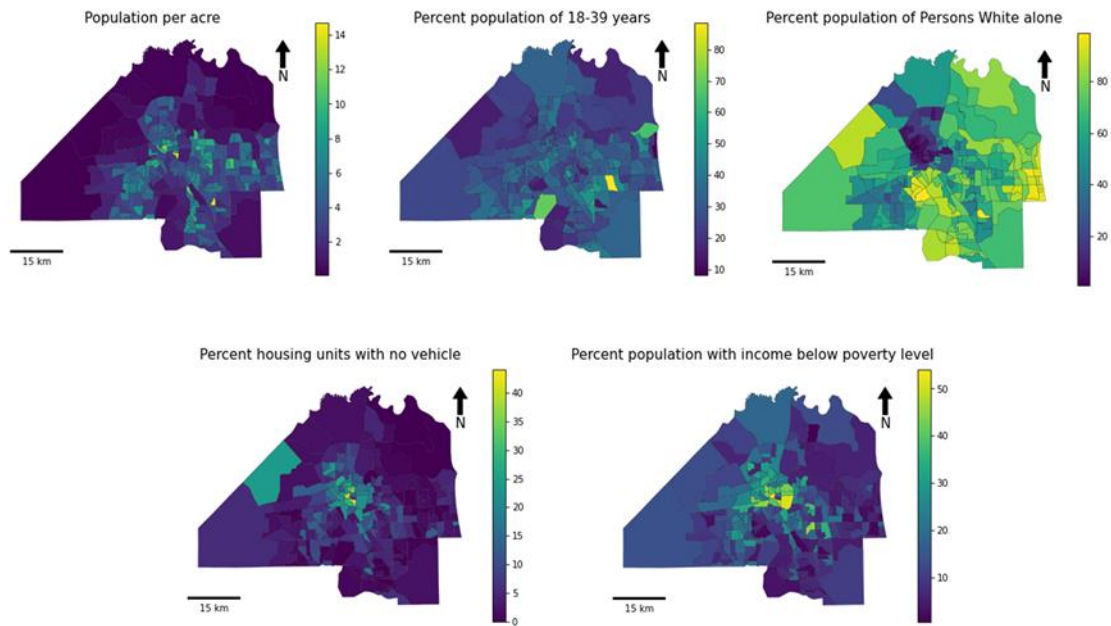 Population per acre
N
14
12
10
8
6
4
2
15 km
Percent population of 18-39 years
N
80
70
60
50
40
30
20
10
15 km
Percent population of Persons White alone
N
80
60
40
20
15 km
Percent housing units with no vehicle
N
40
35
30
25
20
15
10
5
0
15 km
Percent population with income below poverty level
N
50
40
30
20
10
15 km